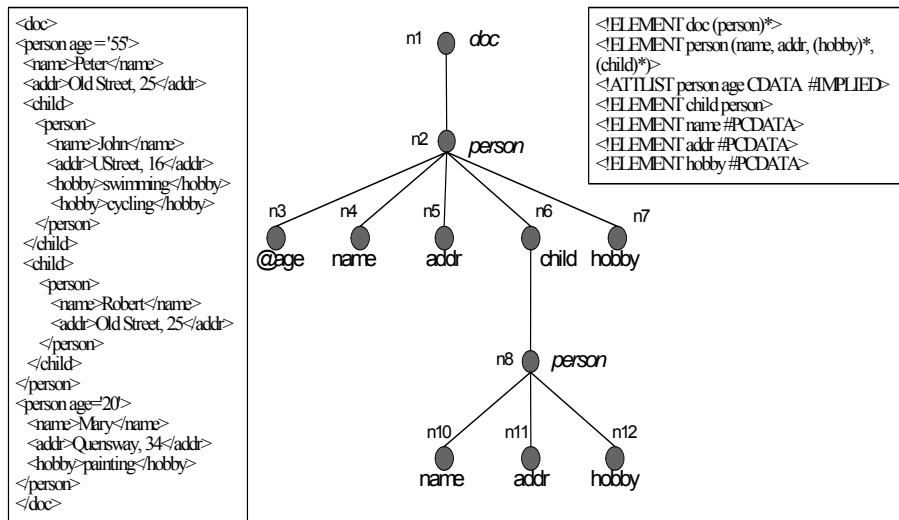 <doc>
<person age = '55'>
<name>Peter</name>
<addr>Old Street, 25</addr>
<child>
<person>
<name>John</name>
<addr>UStreet, 16</addr>
<hobby>swimming</hobby>
<hobby>cycling</hobby>
</person>
</child>
<child>
<person>
<name>Robert</name>
<addr>Old Street, 25</addr>
</person>
</child>
</person>
<person age='20'>
<name>Mary</name>
<addr>Quensway, 34</addr>
<hobby>painting</hobby>
</person>
</doc>
n1 doc
n2 person
n3 n4 n5 n6 n7
@age name addr child hobby
n8 person
n10 n11 n12
name addr hobby
<!ELEMENT doc (person)*>
<!ELEMENT person (name, addr, (hobby)*,
(child)*)>
<!ATTLIST person age CDATA #IMPLIED>
<!ELEMENT child person>
<!ELEMENT name #PCDATA>
<!ELEMENT addr #PCDATA>
<!ELEMENT hobby #PCDATA>